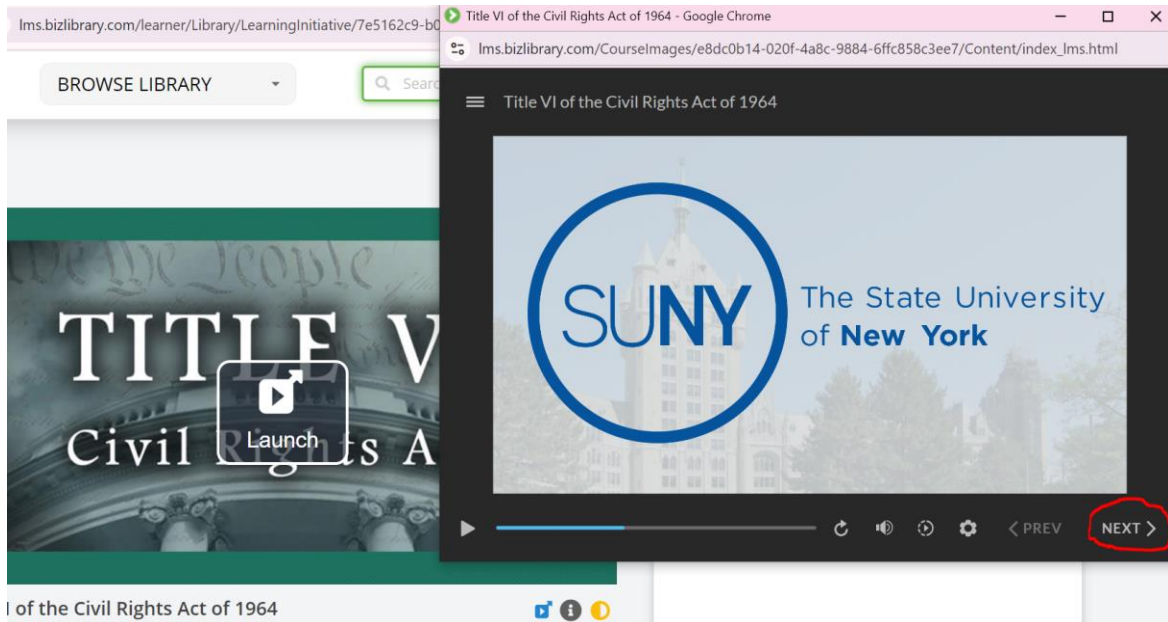 lms.bizlibrary.com/learner/Library/LearningInitiative/7e5162c9-b0
BROWSE LIBRARY
Searc
TITLE V
Civil Rights A
Launch
I of the Civil Rights Act of 1964
Title VI of the Civil Rights Act of 1964 - Google Chrome
lms.bizlibrary.com/CourseImages/e8dc0b14-020f-4a8c-9884-6ffc858c3ee7/Content/index_lms.html
Title VI of the Civil Rights Act of 1964
SUNY
The State University
of New York
PREV
NEXT